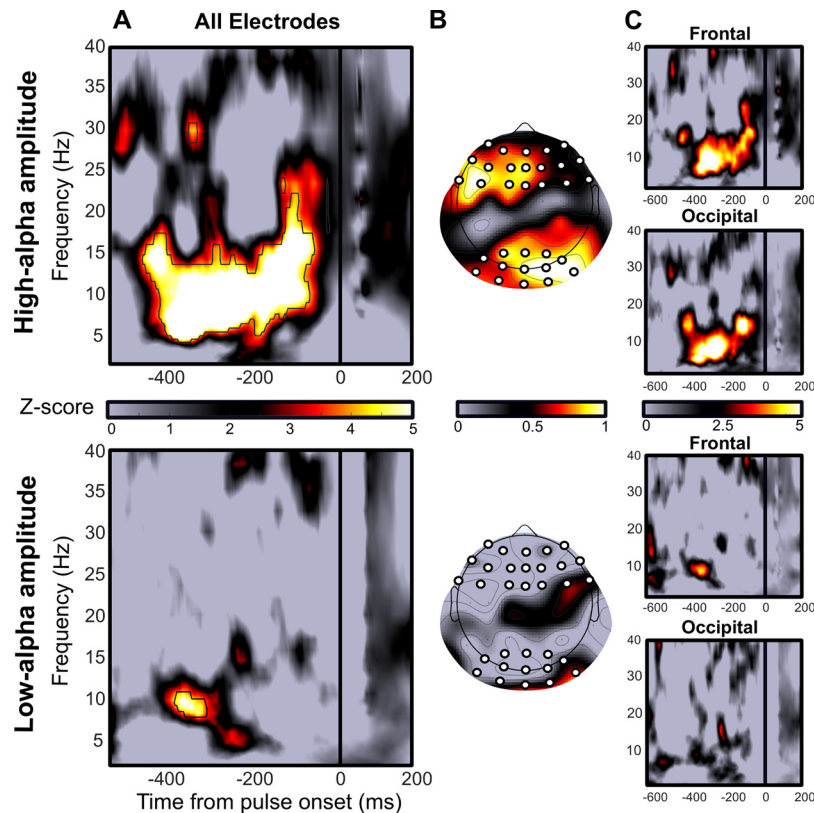 A All Electrodes B C
High-alpha amplitude
Frequency (Hz)
40
35
30
25
20
15
10
5
-400 -200 0 200
Frontal
40
30
20
10
-600 -400 -200 0 200
Occipital
40
30
20
10
-600 -400 -200 0 200
Z-score
0 1 2 3 4 5
0 0.5 1
0 2.5 5
Low-alpha amplitude
Frequency (Hz)
40
35
30
25
20
15
10
5
-400 -200 0 200
Time from pulse onset (ms)
Frontal
40
30
20
10
-600 -400 -200 0 200
Occipital
40
30
20
10
-600 -400 -200 0 200